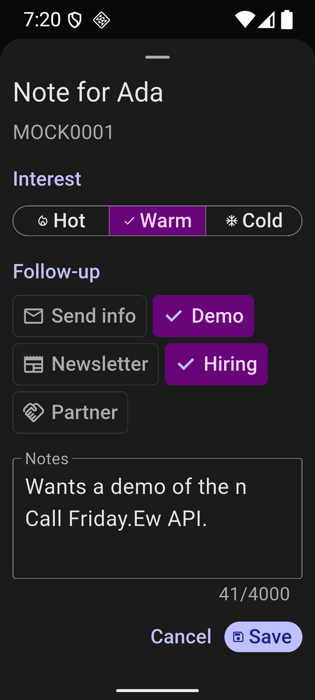 7:20
Note for Ada
MOCK0001
Interest
Hot
Warm
Cold
Follow-up
Send info
Demo
Newsletter
Hiring
Partner
Notes
Wants a demo of the n
Call Friday.Ew API.
41/4000
Cancel
Save